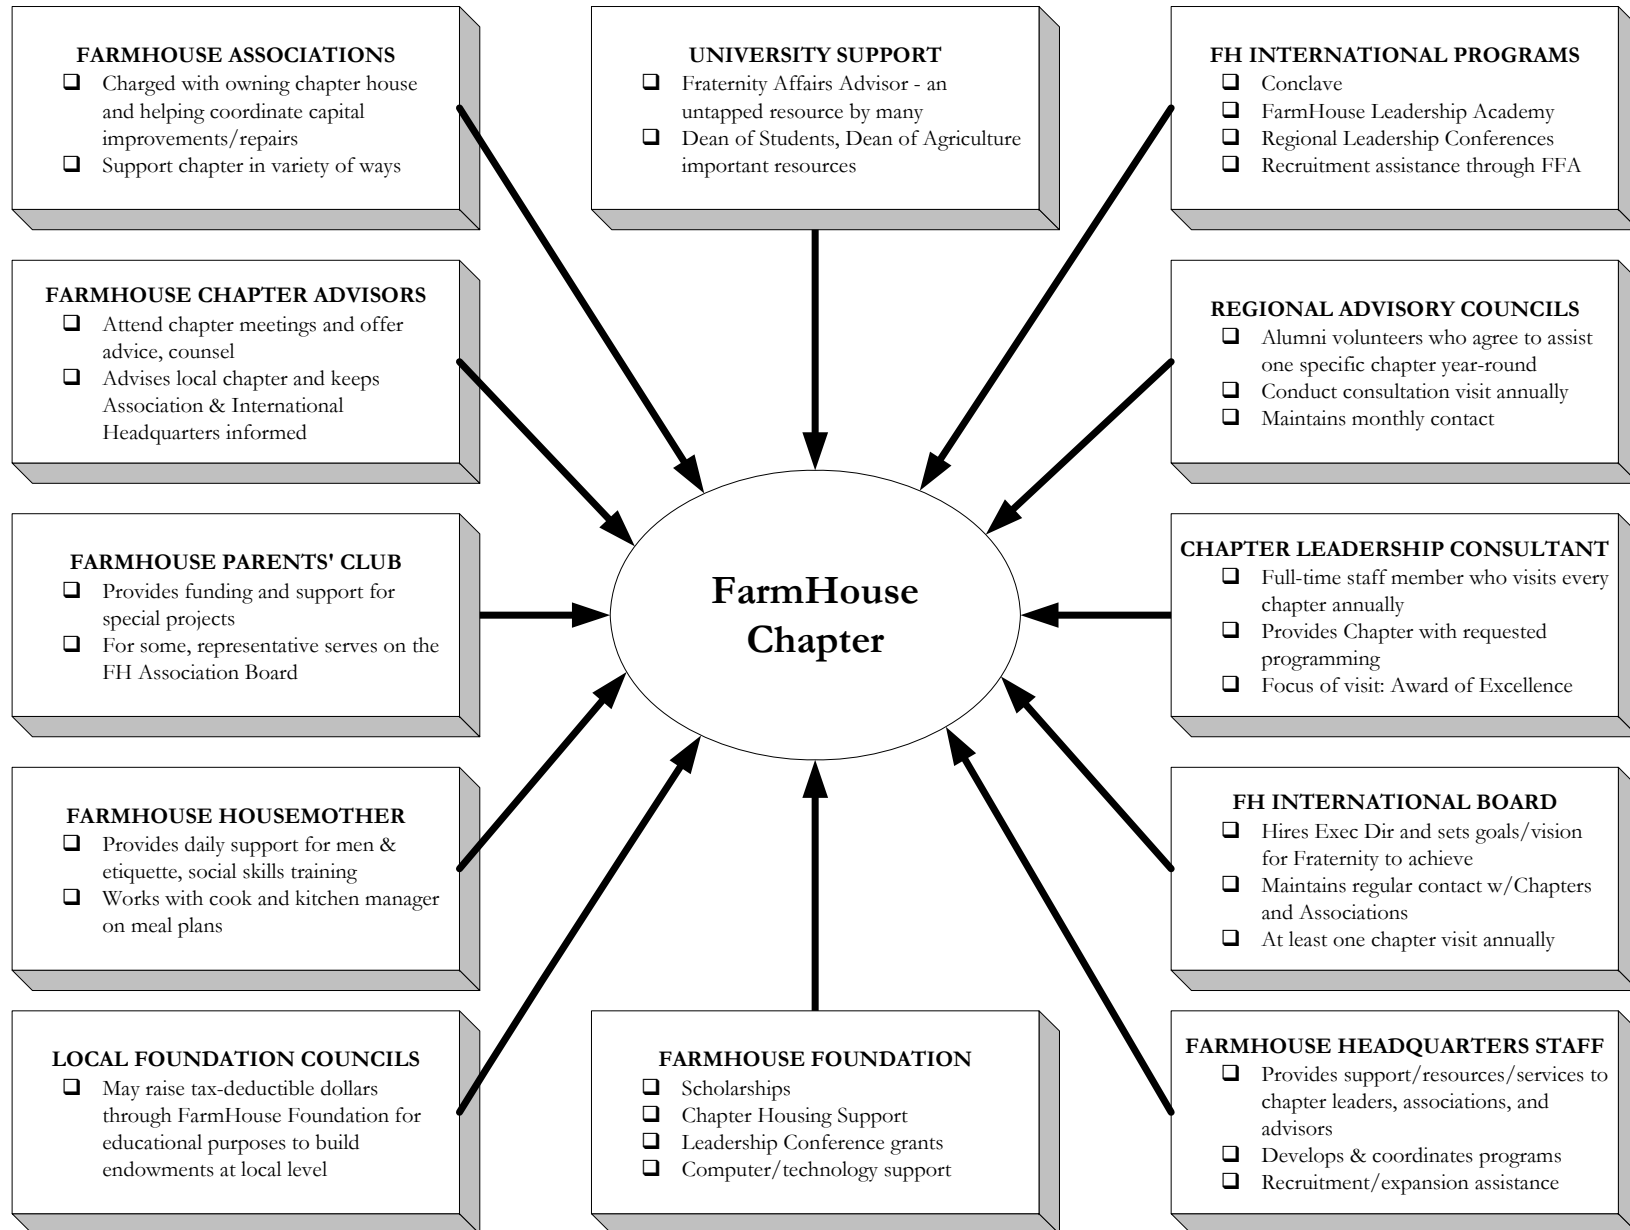 FARMHOUSE ASSOCIATIONS
❑ Charged with owning chapter house
and helping coordinate capital
improvements/repairs
❑ Support chapter in variety of ways
UNIVERSITY SUPPORT
❑ Fraternity Affairs Advisor - an
untapped resource by many
❑ Dean of Students, Dean of Agriculture
important resources
FH INTERNATIONAL PROGRAMS
❑ Conclave
❑ FarmHouse Leadership Academy
❑ Regional Leadership Conferences
❑ Recruitment assistance through FFA
FARMHOUSE CHAPTER ADVISORS
❑ Attend chapter meetings and offer
advice, counsel
❑ Advises local chapter and keeps
Association & International
Headquarters informed
REGIONAL ADVISORY COUNCILS
❑ Alumni volunteers who agree to assist
one specific chapter year-round
❑ Conduct consultation visit annually
❑ Maintains monthly contact
FARMHOUSE PARENTS' CLUB
❑ Provides funding and support for
special projects
❑ For some, representative serves on the
FH Association Board
FarmHouse
Chapter
CHAPTER LEADERSHIP CONSULTANT
❑ Full-time staff member who visits every
chapter annually
❑ Provides Chapter with requested
programming
❑ Focus of visit: Award of Excellence
FARMHOUSE HOUSEMOTHER
❑ Provides daily support for men &
etiquette, social skills training
❑ Works with cook and kitchen manager
on meal plans
FH INTERNATIONAL BOARD
❑ Hires Exec Dir and sets goals/vision
for Fraternity to achieve
❑ Maintains regular contact w/Chapters
and Associations
❑ At least one chapter visit annually
LOCAL FOUNDATION COUNCILS
❑ May raise tax-deductible dollars
through FarmHouse Foundation for
educational purposes to build
endowments at local level
FARMHOUSE FOUNDATION
❑ Scholarships
❑ Chapter Housing Support
❑ Leadership Conference grants
❑ Computer/technology support
FARMHOUSE HEADQUARTERS STAFF
❑ Provides support/resources/services to
chapter leaders, associations, and
advisors
❑ Develops & coordinates programs
❑ Recruitment/expansion assistance